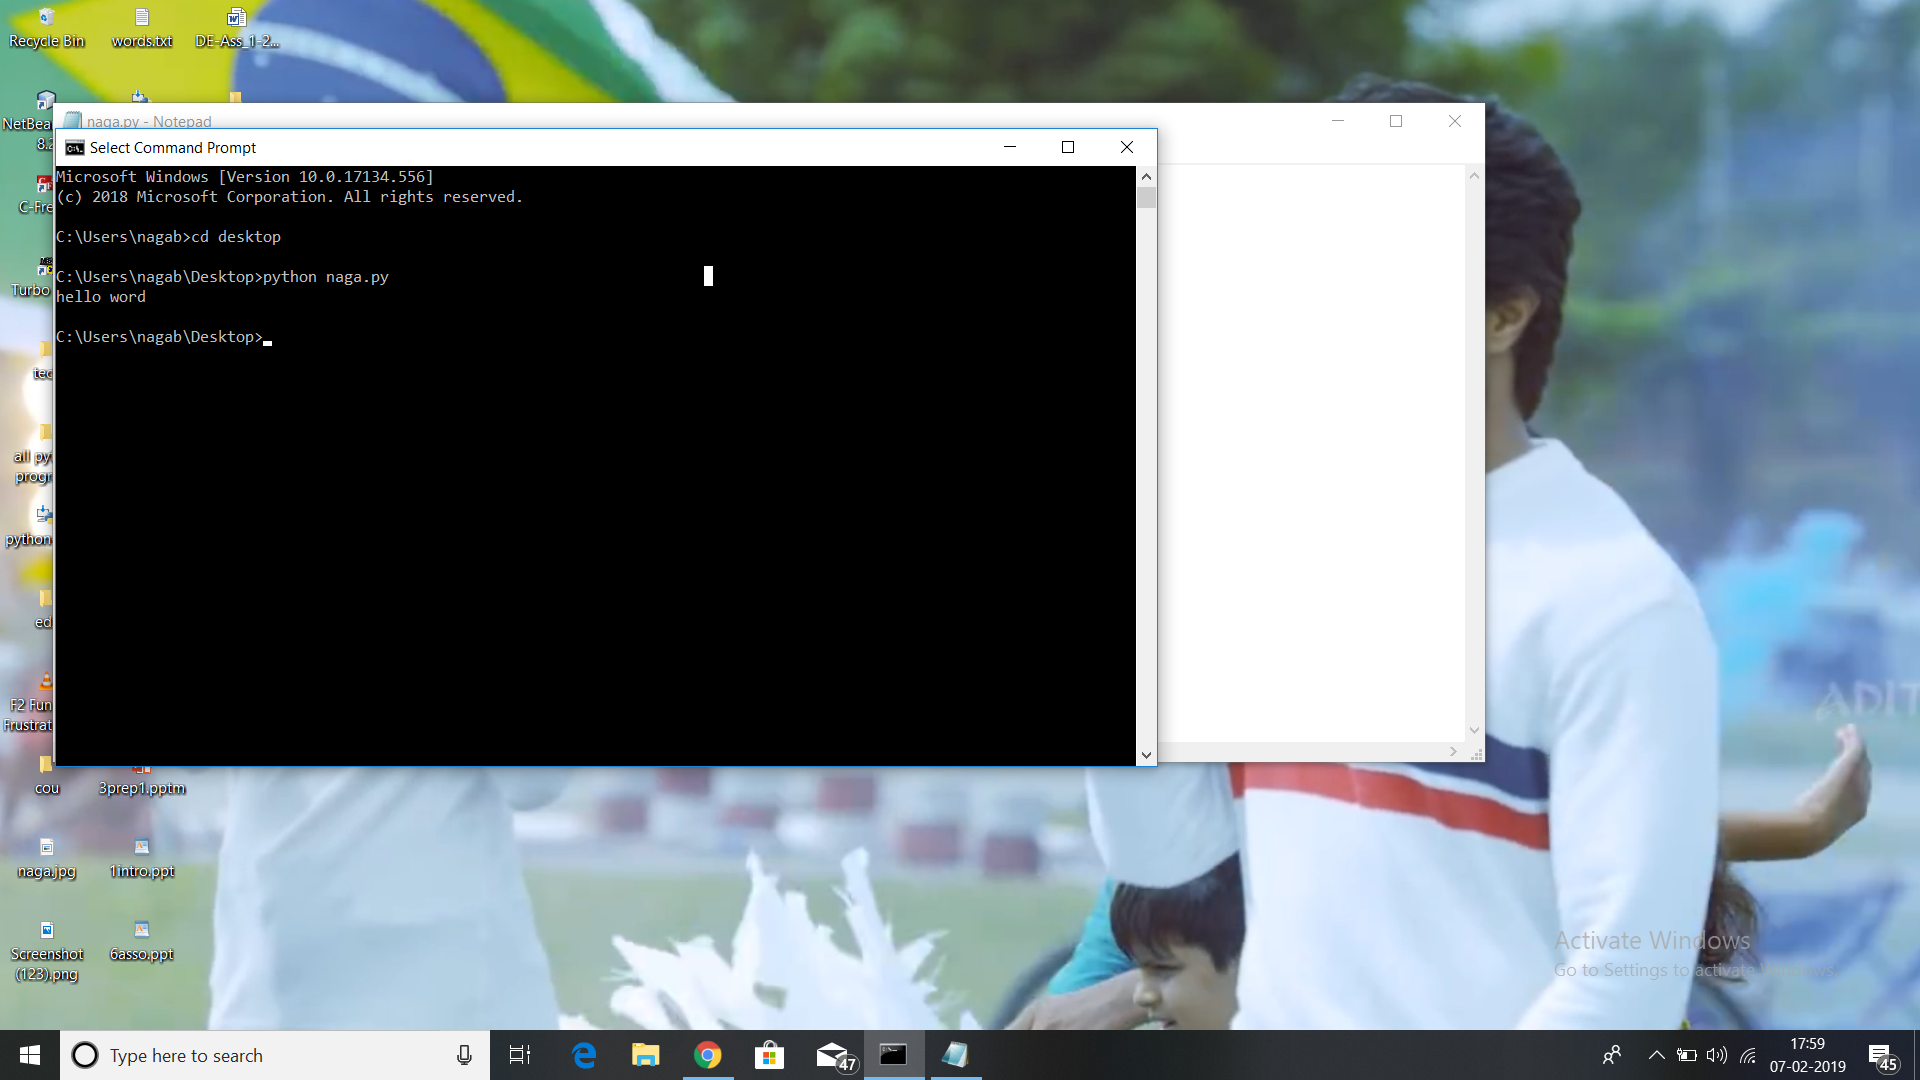 Recycle Bin
words.txt
DE-Ass_1-2...
NetBea
8.2
C-Fre
Turbo
tec
all py
progr
python
ed
F2 Fun
Frustrat
cou
3prep1.pptm
naga.jpg
1intro.ppt
Screenshot
(123).png
6asso.ppt
naga.py - Notepad
Select Command Prompt
Microsoft Windows [Version 10.0.17134.556]
(c) 2018 Microsoft Corporation. All rights reserved.
C:\Users\nagab>cd desktop
C:\Users\nagab\Desktop>python naga.py
hello word
C:\Users\nagab\Desktop>
ADIT
Activate Windows
Go to Settings to activate Windows.
Type here to search
47
17:59
07-02-2019
45